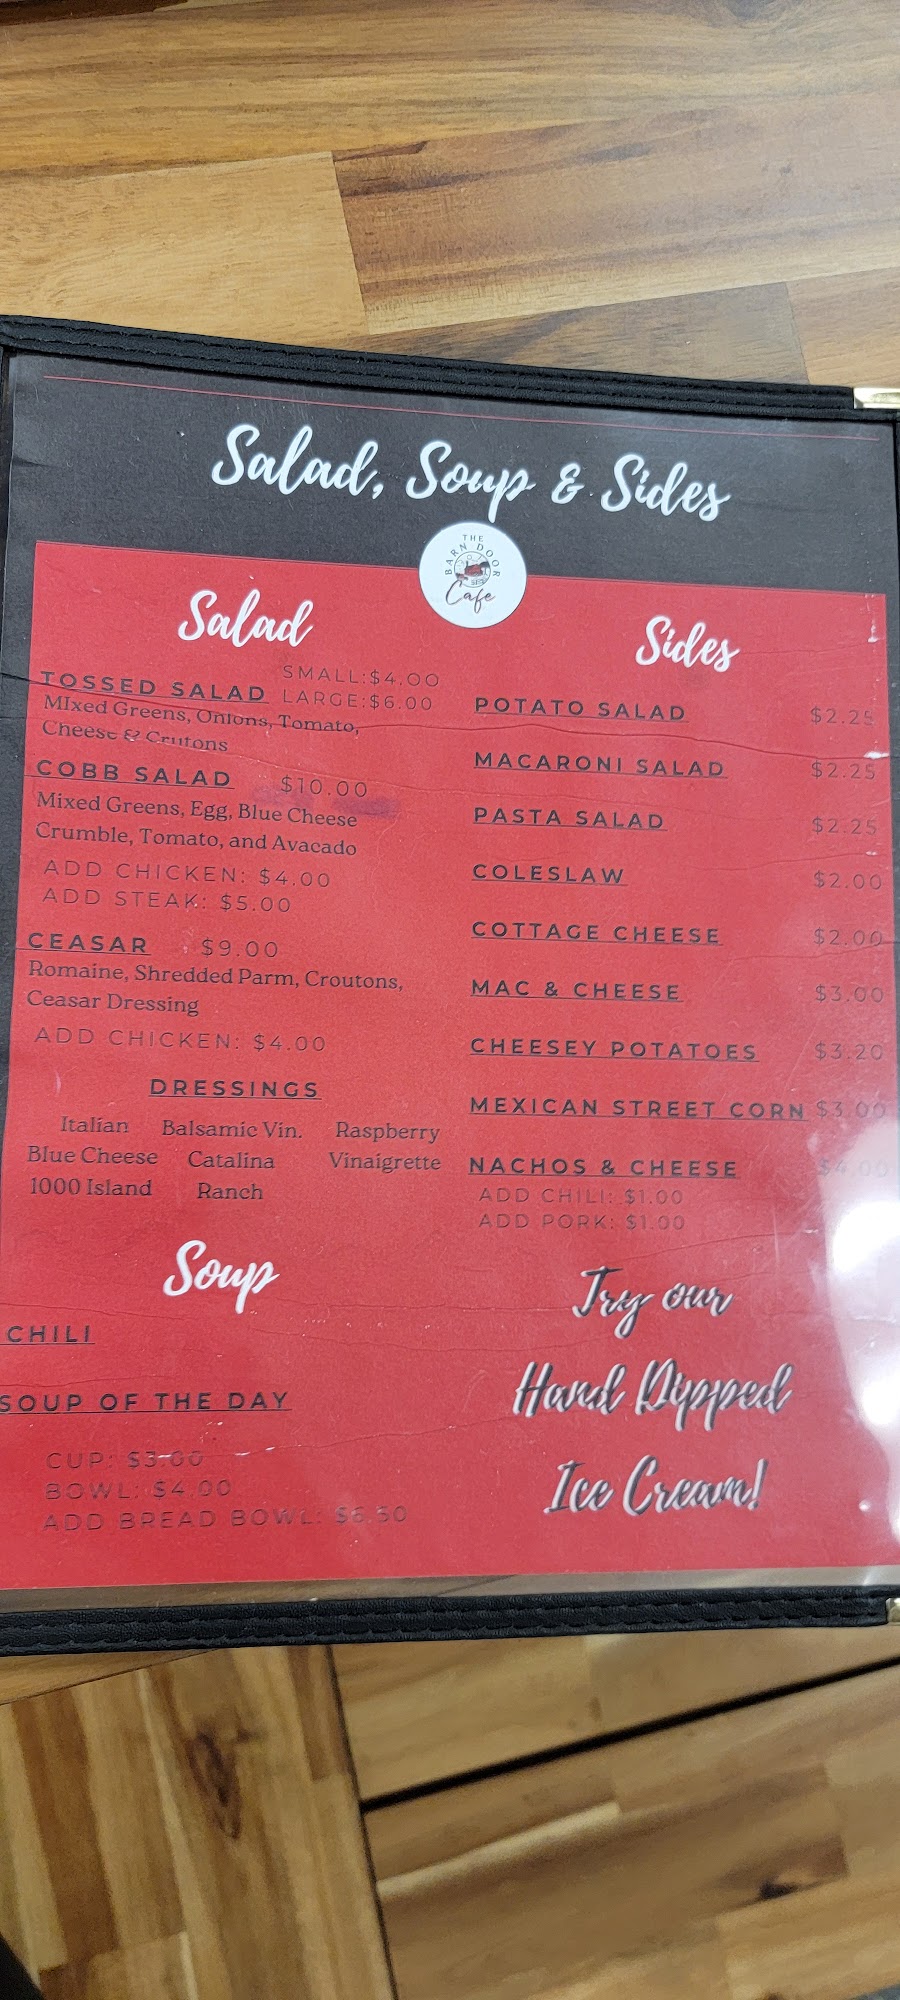 Salad, Soup & Sides
THE
BARN DOOR
Cafe
Salad
SMALL:$4.00
TOSSED SALAD LARGE:$6.00
MIxed Greens, Onions, Tomato,
Cheese & Crutons
COBB SALAD $10.00
Mixed Greens, Egg, Blue Cheese
Crumble, Tomato, and Avacado
ADD CHICKEN: $4.00
ADD STEAK: $5.00
CEASAR $9.00
Romaine, Shredded Parm, Croutons,
Ceasar Dressing
ADD CHICKEN: $4.00
DRESSINGS
Italian Balsamic Vin. Raspberry
Blue Cheese Catalina Vinaigrette
1000 Island Ranch
Soup
CHILI
SOUP OF THE DAY
CUP: $3.00
BOWL: $4.00
ADD BREAD BOWL: $6.50
Sides
POTATO SALAD $2.25
MACARONI SALAD $2.25
PASTA SALAD $2.25
COLESLAW $2.00
COTTAGE CHEESE $2.00
MAC & CHEESE $3.00
CHEESEY POTATOES $3.20
MEXICAN STREET CORN $3.00
NACHOS & CHEESE $4.00
ADD CHILI: $1.00
ADD PORK: $1.00
Try our
Hand Dipped
Ice Cream!